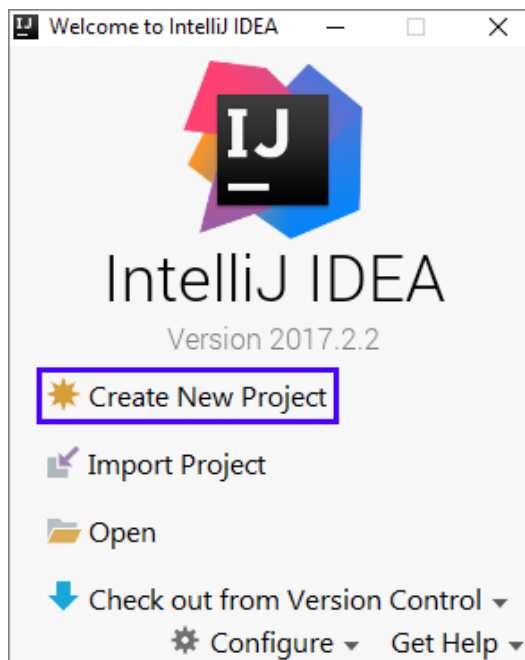 IJ Welcome to IntelliJ IDEA
IJ
IntelliJ IDEA
Version 2017.2.2
Create New Project
Import Project
Open
Check out from Version Control
Configure Get Help